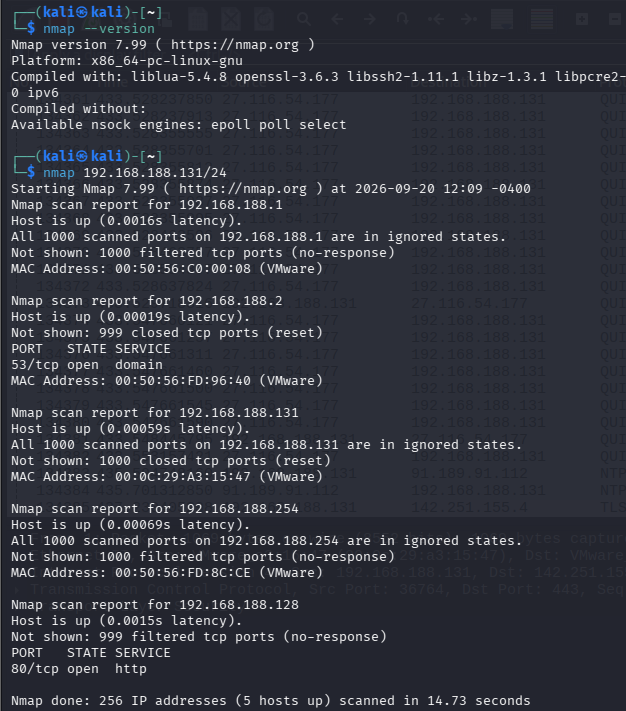 ┌──(kali㉿kali)-[~]
└─$ nmap --version
Nmap version 7.99 ( https://nmap.org )
Platform: x86_64-pc-linux-gnu
Compiled with: liblua-5.4.8 openssl-3.6.3 libssh2-1.11.1 libz-1.3.1 libpcre2-
0 ipv6
Compiled without:
Available nsock engines: epoll poll select
┌──(kali㉿kali)-[~]
└─$ nmap 192.168.188.131/24
Starting Nmap 7.99 ( https://nmap.org ) at 2026-09-20 12:09 -0400
Nmap scan report for 192.168.188.1
Host is up (0.0016s latency).
All 1000 scanned ports on 192.168.188.1 are in ignored states.
Not shown: 1000 filtered tcp ports (no-response)
MAC Address: 00:50:56:C0:00:08 (VMware)
Nmap scan report for 192.168.188.2
Host is up (0.00019s latency).
Not shown: 999 closed tcp ports (reset)
PORT   STATE SERVICE
53/tcp open  domain
MAC Address: 00:50:56:FD:96:40 (VMware)
Nmap scan report for 192.168.188.131
Host is up (0.00059s latency).
All 1000 scanned ports on 192.168.188.131 are in ignored states.
Not shown: 1000 closed tcp ports (reset)
MAC Address: 00:0C:29:A3:15:47 (VMware)
Nmap scan report for 192.168.188.254
Host is up (0.00069s latency).
All 1000 scanned ports on 192.168.188.254 are in ignored states.
Not shown: 1000 filtered tcp ports (no-response)
MAC Address: 00:50:56:FD:8C:CE (VMware)
Nmap scan report for 192.168.188.128
Host is up (0.0015s latency).
Not shown: 999 filtered tcp ports (no-response)
PORT   STATE SERVICE
80/tcp open  http
Nmap done: 256 IP addresses (5 hosts up) scanned in 14.73 seconds